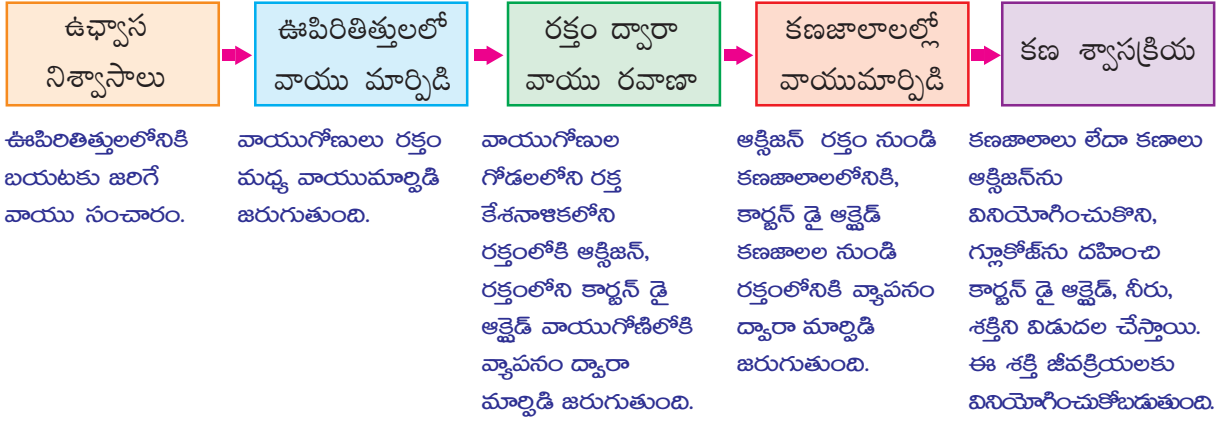 ఉఛ్వాస
నిశ్వాసాలు
ఊపిరితిత్తులలో
వాయు మార్పిడి
రక్తం ద్వారా
వాయు రవాణా
కణజాలాలల్లో
వాయుమార్పిడి
కణ శ్వాసక్రియ
ఊపిరితిత్తులలోనికి
బయటకు జరిగే
వాయు సంచారం.
వాయుగోణులు రక్తం
మధ్య వాయుమార్పిడి
జరుగుతుంది.
వాయుగోణుల
గోడలలోని రక్త
కేశనాళికలోని
రక్తంలోకి ఆక్సిజన్,
రక్తంలోని కార్బన్ డై
ఆక్సైడ్ వాయుగోణిలోకి
వ్యాపనం ద్వారా
మార్పిడి జరుగుతుంది.
ఆక్సిజన్ రక్తం నుండి
కణజాలాలలోనికి,
కార్బన్ డై ఆక్సైడ్
కణజాలల నుండి
రక్తంలోనికి వ్యాపనం
ద్వారా మార్పిడి
జరుగుతుంది.
కణజాలాలు లేదా కణాలు
ఆక్సిజన్‌ను
వినియోగించుకొని,
గ్లూకోజ్‌ను దహించి
కార్బన్ డై ఆక్సైడ్, నీరు,
శక్తిని విడుదల చేస్తాయి.
ఈ శక్తి జీవక్రియలకు
వినియోగించుకోబడుతుంది.